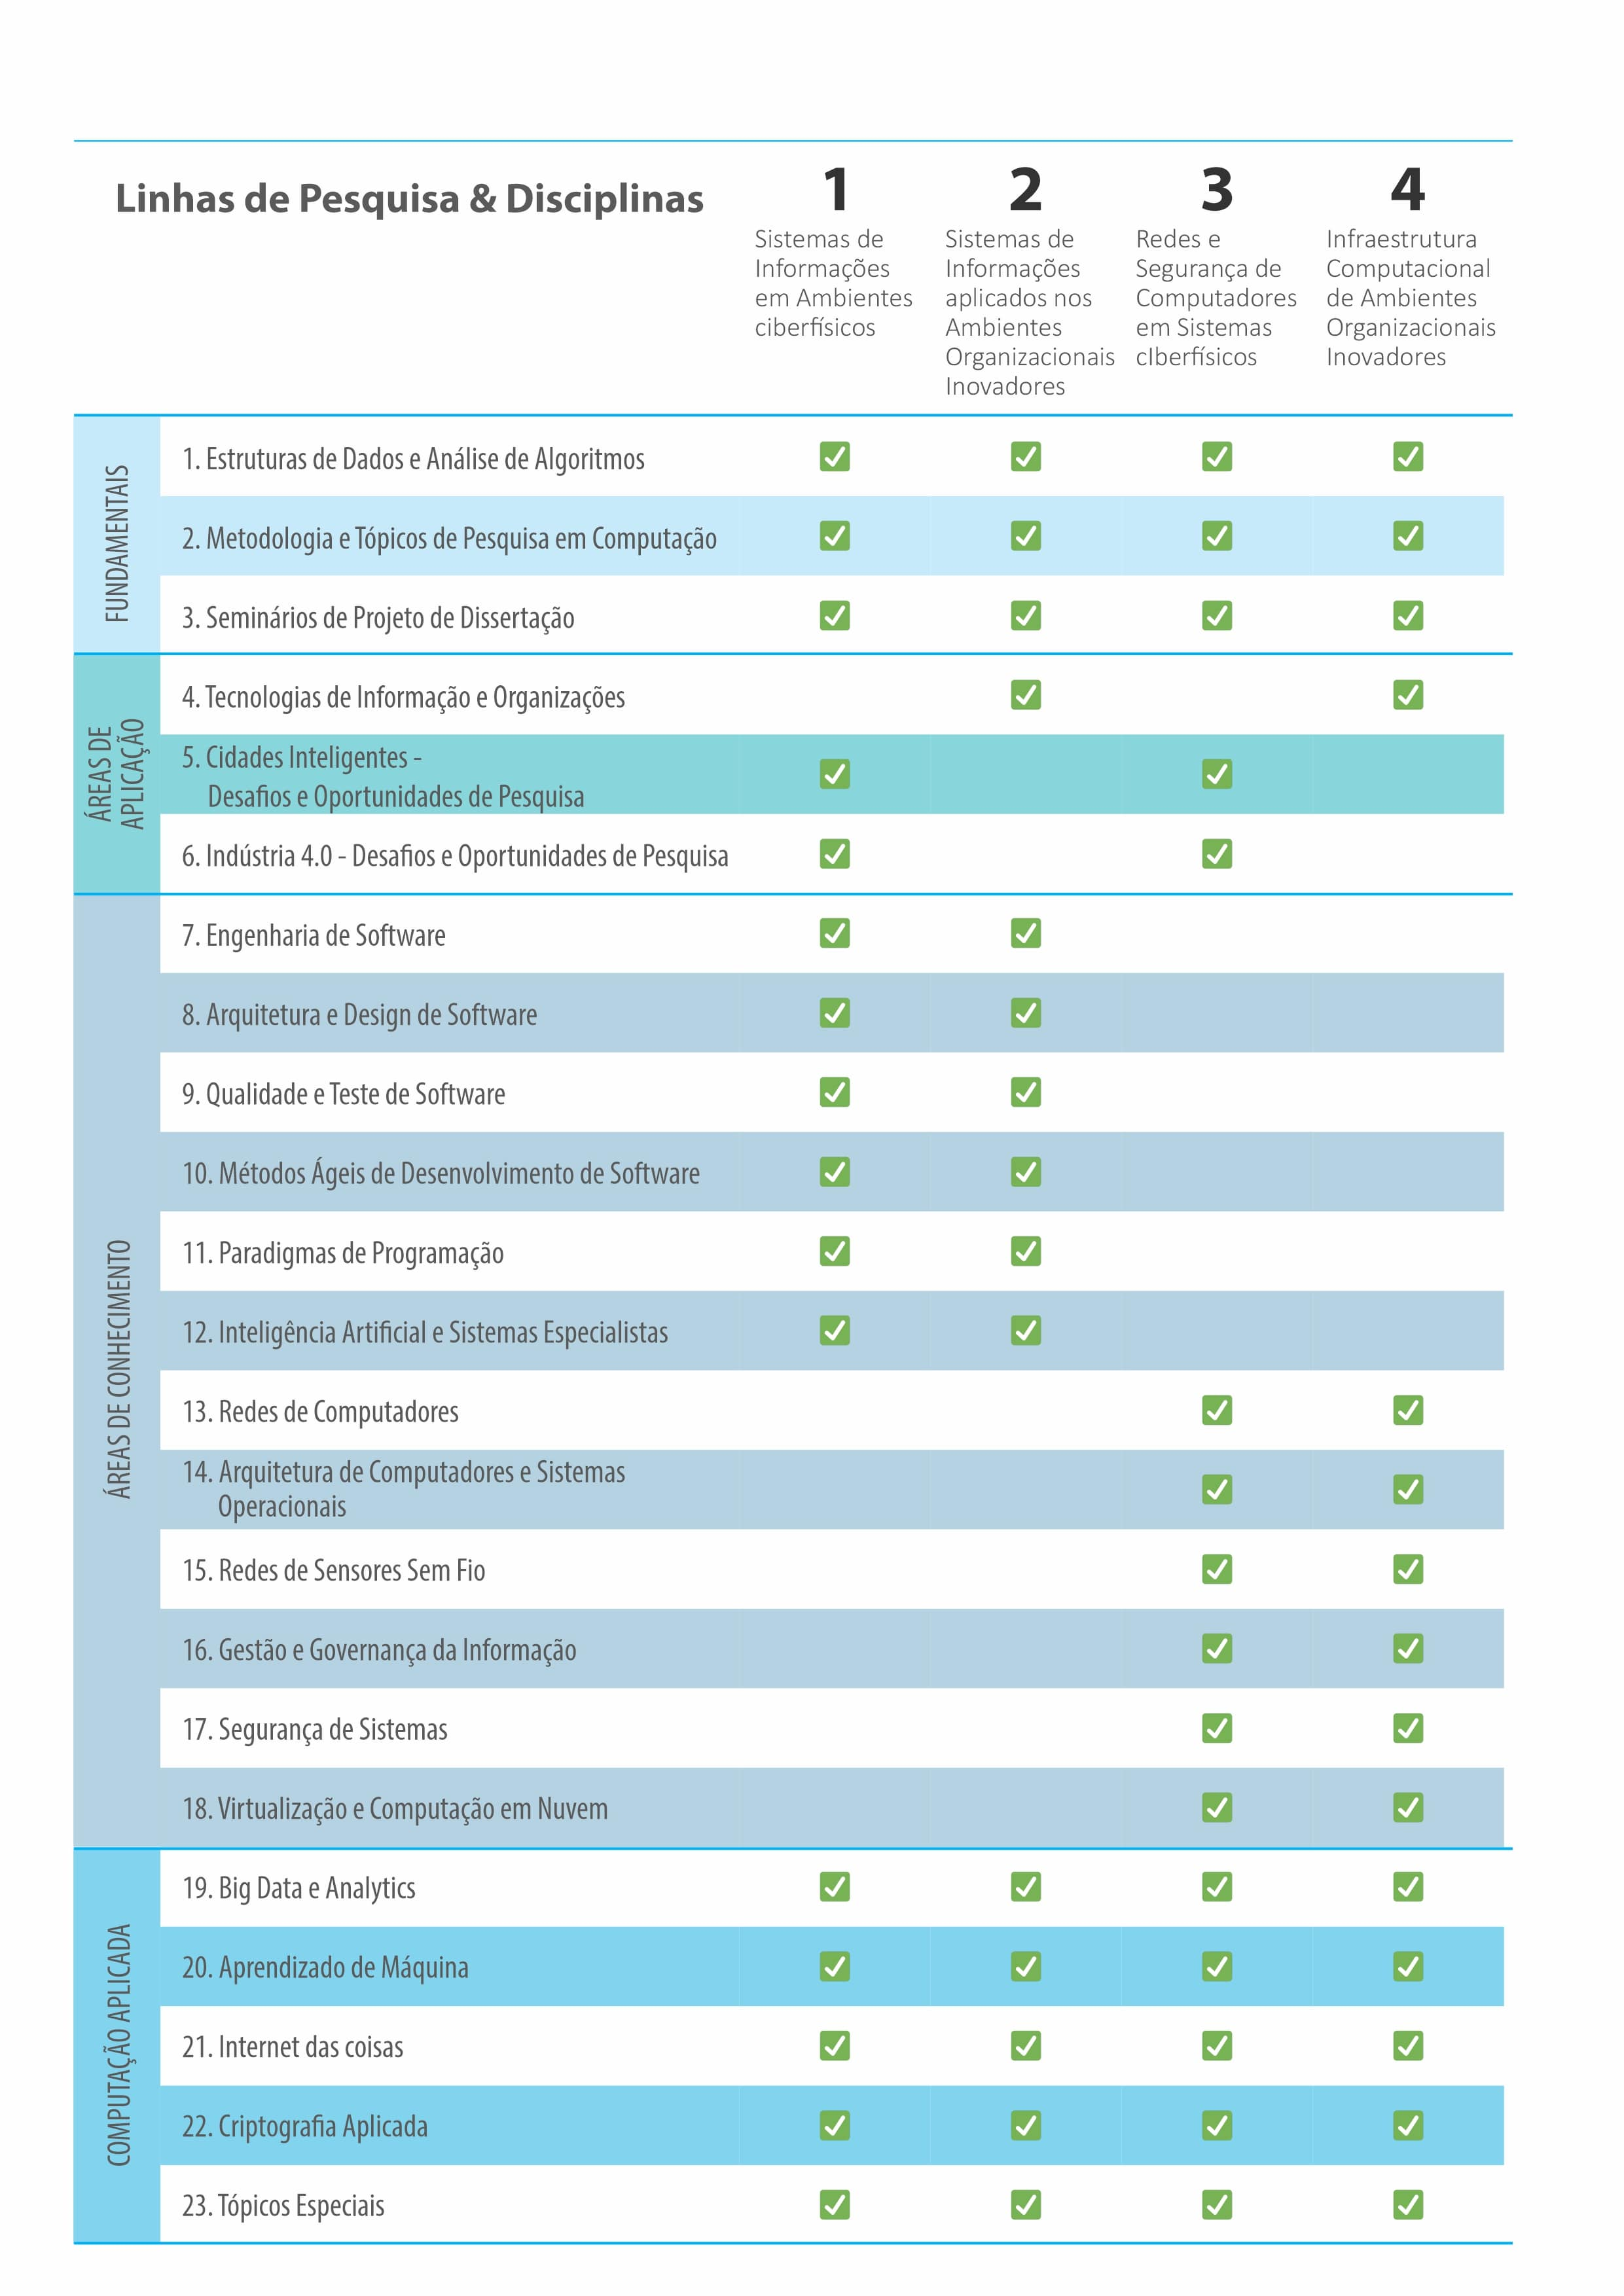 Linhas de Pesquisa & Disciplinas
1
Sistemas de
Informações
em Ambientes
ciberfísicos
2
Sistemas de
Informações
aplicados nos
Ambientes
Organizacionais
Inovadores
3
Redes e
Segurança de
Computadores
em Sistemas
cIberfísicos
4
Infraestrutura
Computacional
de Ambientes
Organizacionais
Inovadores
FUNDAMENTAIS
1. Estruturas de Dados e Análise de Algoritmos
2. Metodologia e Tópicos de Pesquisa em Computação
3. Seminários de Projeto de Dissertação
ÁREAS DE
APLICAÇÃO
4. Tecnologias de Informação e Organizações
5. Cidades Inteligentes -
Desafios e Oportunidades de Pesquisa
6. Indústria 4.0 - Desafios e Oportunidades de Pesquisa
ÁREAS DE CONHECIMENTO
7. Engenharia de Software
8. Arquitetura e Design de Software
9. Qualidade e Teste de Software
10. Métodos Ágeis de Desenvolvimento de Software
11. Paradigmas de Programação
12. Inteligência Artificial e Sistemas Especialistas
13. Redes de Computadores
14. Arquitetura de Computadores e Sistemas
Operacionais
15. Redes de Sensores Sem Fio
16. Gestão e Governança da Informação
17. Segurança de Sistemas
18. Virtualização e Computação em Nuvem
COMPUTAÇÃO APLICADA
19. Big Data e Analytics
20. Aprendizado de Máquina
21. Internet das coisas
22. Criptografia Aplicada
23. Tópicos Especiais